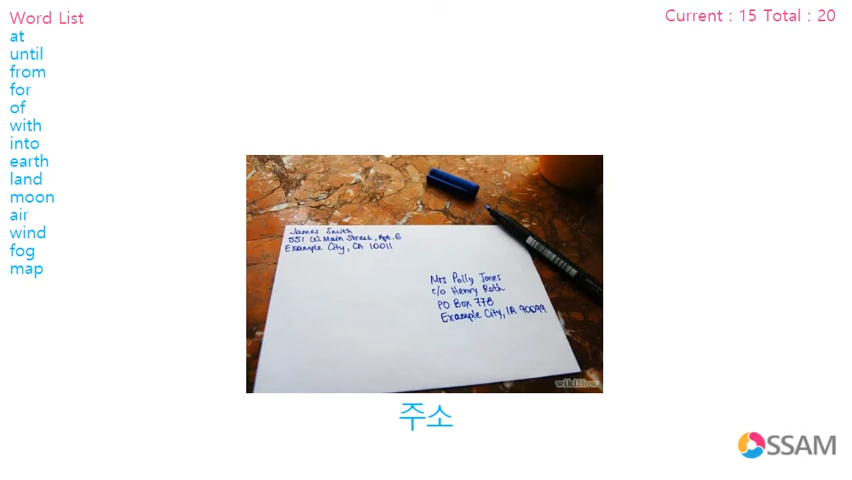 Word List
at
until
from
for
of
with
into
earth
land
moon
air
wind
fog
map
Current : 15 Total : 20
James Smith
551 W. Main Street, Apt. 6
Example City, CA 10011
Mrs Polly Jones
c/o Henry Roth
PO Box 778
Example City, IA 90099
wikiHow
주소
SSAM